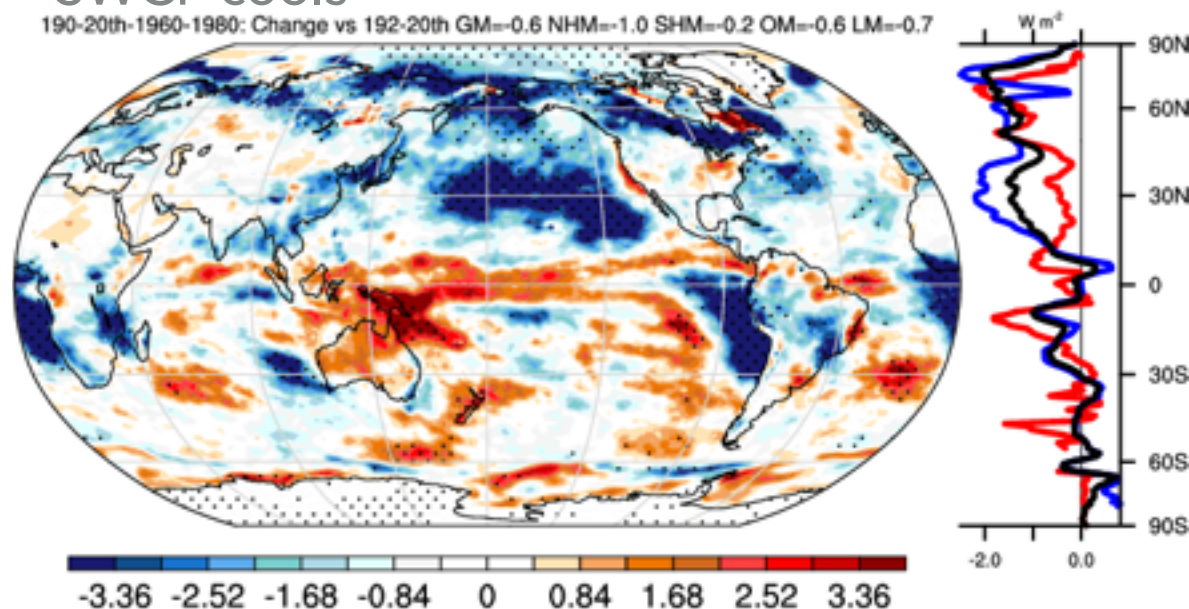 190-20th-1960-1980: Change vs 192-20th GM=-0.6 NHM=-1.0 SHM=-0.2 OM=-0.6 LM=-0.7
W m-2
90N
60N
30N
0
30S
60S
90S
-2.0 0.0
-3.36 -2.52 -1.68 -0.84 0 0.84 1.68 2.52 3.36